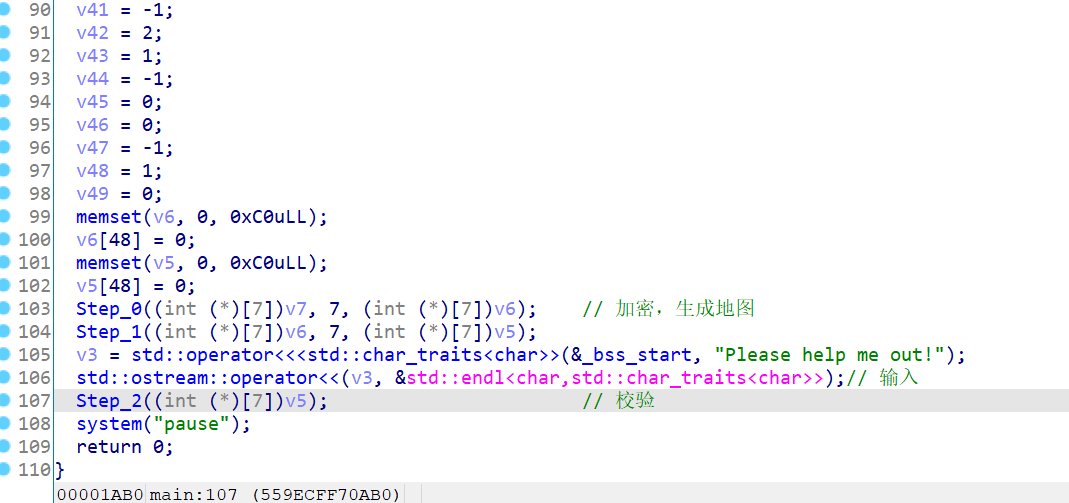 90 v41 = -1;
91 v42 = 2;
92 v43 = 1;
93 v44 = -1;
94 v45 = 0;
95 v46 = 0;
96 v47 = -1;
97 v48 = 1;
98 v49 = 0;
99 memset(v6, 0, 0xC0uLL);
100 v6[48] = 0;
101 memset(v5, 0, 0xC0uLL);
102 v5[48] = 0;
103 Step_0((int (*)[7])v7, 7, (int (*)[7])v6); // 加密，生成地图
104 Step_1((int (*)[7])v6, 7, (int (*)[7])v5);
105 v3 = std::operator<<<std::char_traits<char>>(&_bss_start, "Please help me out!");
106 std::ostream::operator<<(v3, &std::endl<char,std::char_traits<char>>);// 输入
107 Step_2((int (*)[7])v5); // 校验
108 system("pause");
109 return 0;
110 }
00001AB0 main:107 (559ECFF70AB0)